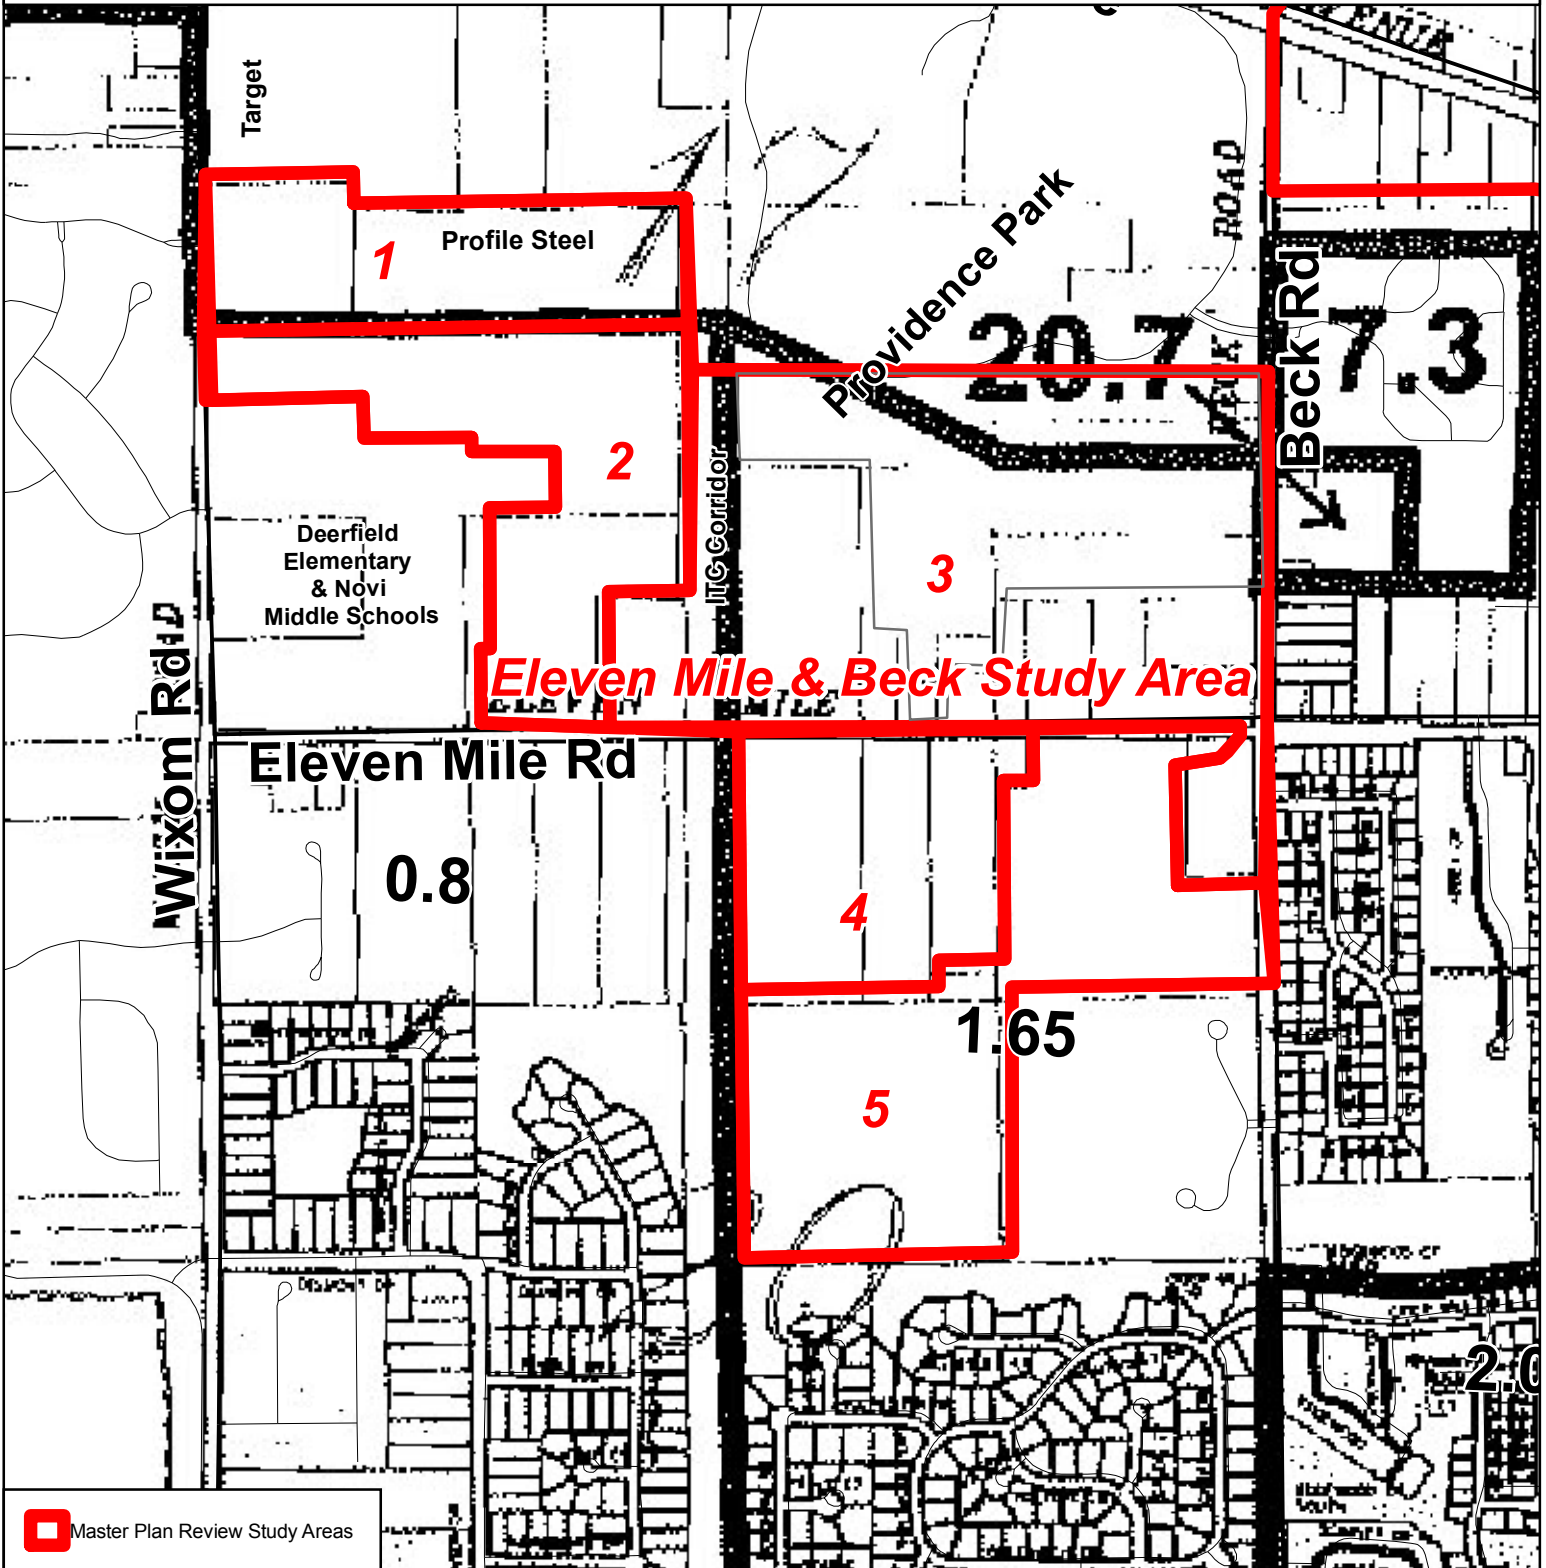 Target
ROAD
Profile Steel
1
Providence Park
Beck Rd
20.7
7.3
2
ITC Corridor
3
Deerfield
Elementary
& Novi
Middle Schools
Eleven Mile & Beck Study Area
Wixom Rd
Eleven Mile Rd
0.8
4
1.65
5
2.0
Master Plan Review Study Areas